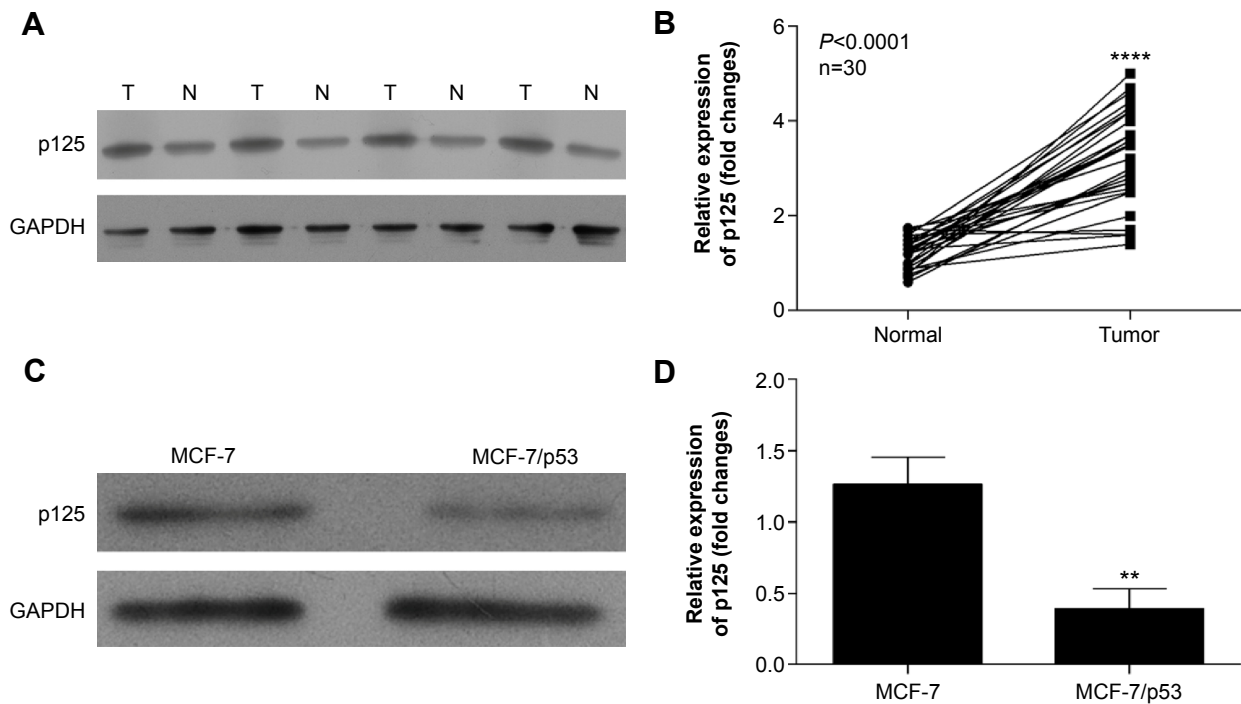 A
T N T N T N T N
p125
GAPDH
B
Relative expression
of p125 (fold changes)
6
4
2
0
P<0.0001
n=30
****
Normal Tumor
C
MCF-7 MCF-7/p53
p125
GAPDH
D
Relative expression
of p125 (fold changes)
2.0
1.5
1.0
0.5
0.0
**
MCF-7 MCF-7/p53